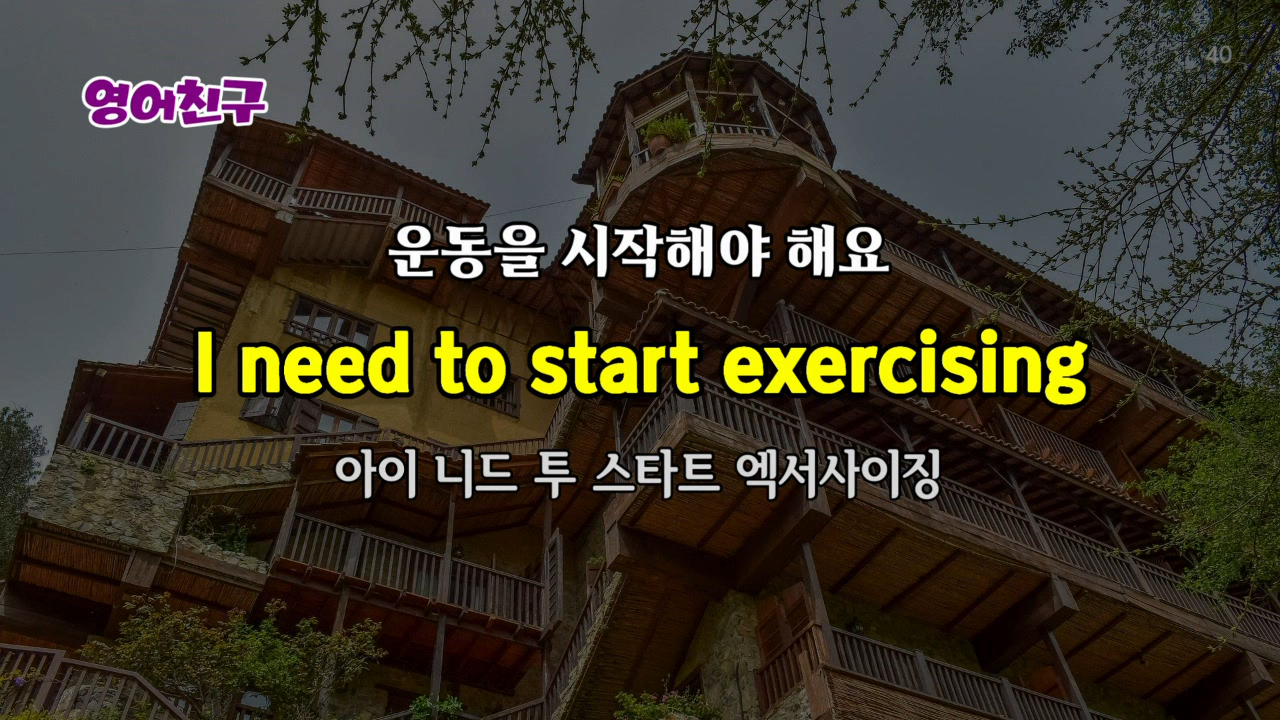 영어친구
40
운동을 시작해야 해요
I need to start exercising
아이 니드 투 스타트 엑서사이징